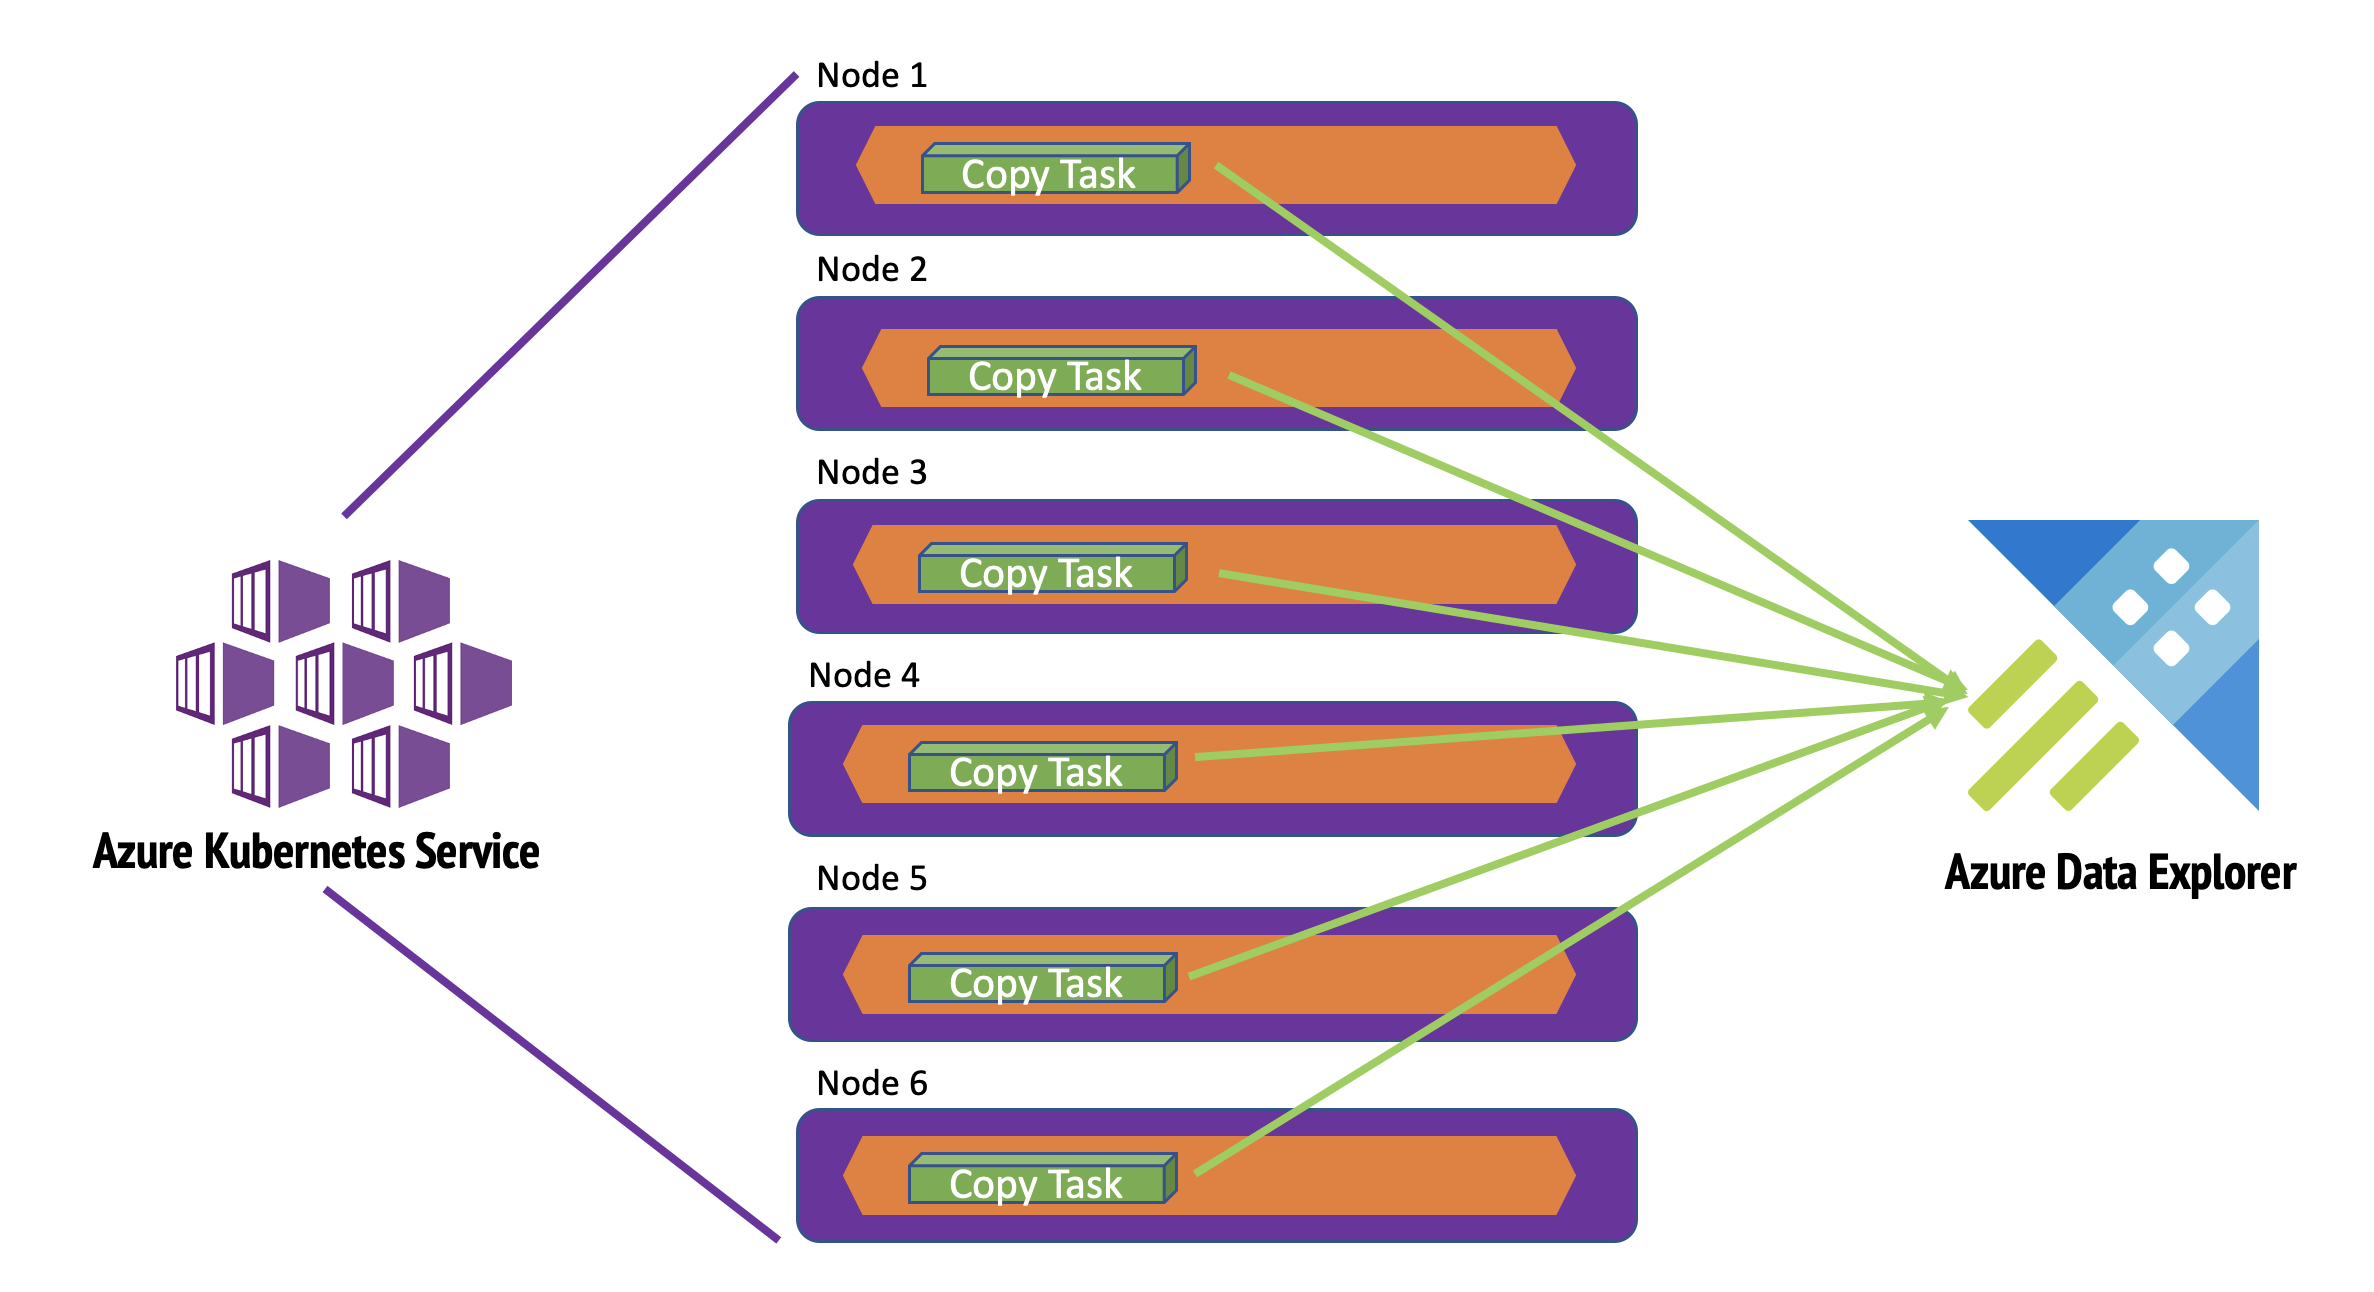 Node 1
Copy Task
Node 2
Copy Task
Node 3
Copy Task
Node 4
Copy Task
Node 5
Copy Task
Node 6
Copy Task
Azure Kubernetes Service
Azure Data Explorer